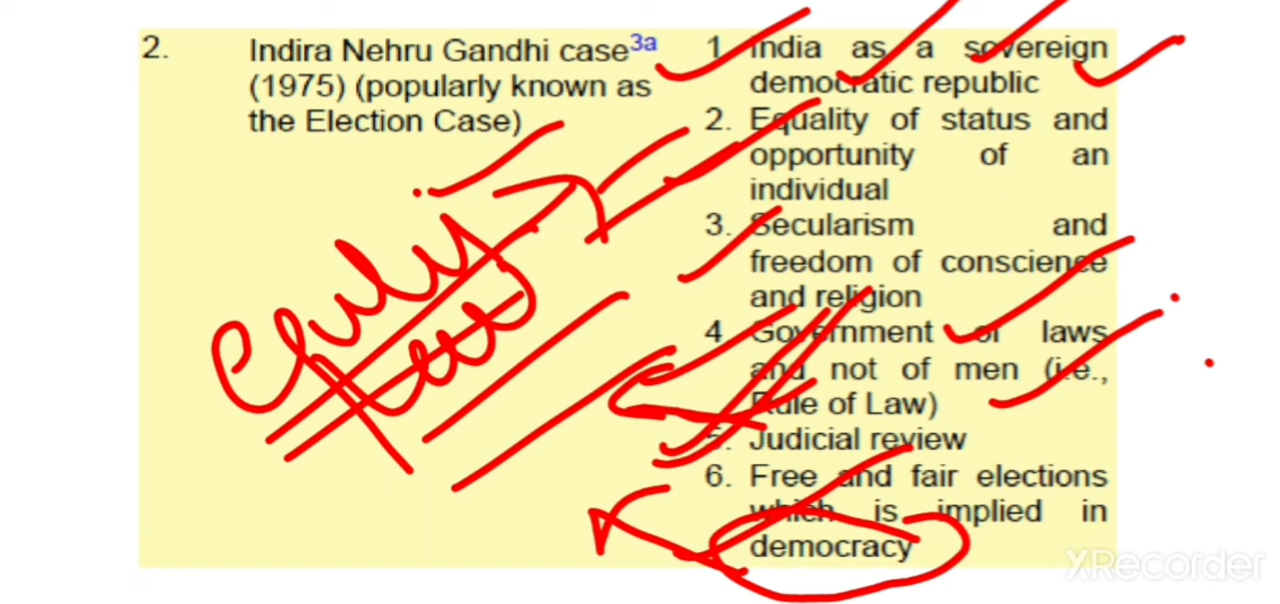 2. Indira Nehru Gandhi case3a
(1975) (popularly known as
the Election Case)
1. India as a sovereign
democratic republic
2. Equality of status and
opportunity of an
individual
3. Secularism and
freedom of conscience
and religion
4. Government of laws
and not of men (i.e.,
Rule of Law)
5. Judicial review
6. Free and fair elections
which is implied in
democracy
XRecorder